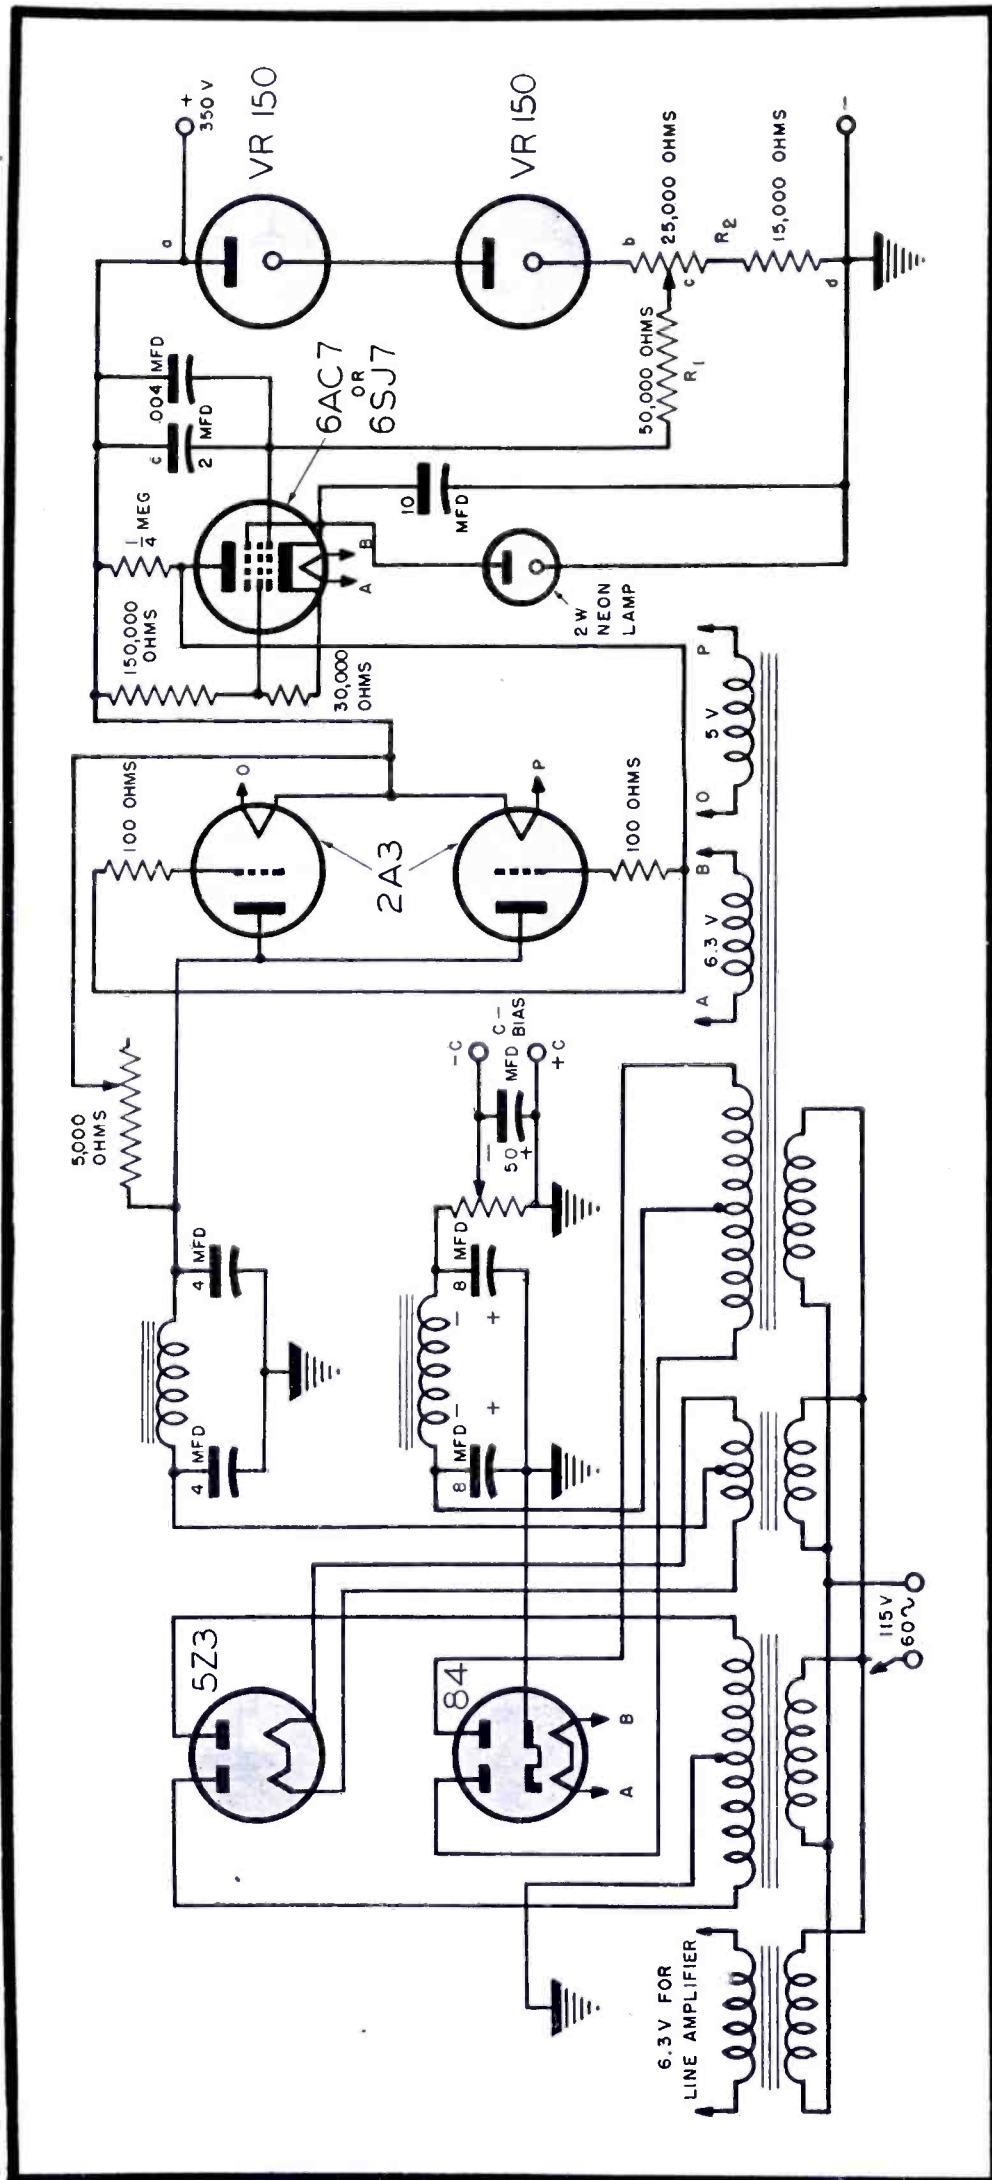 +
350 V
VR 150
VR 150
a
b
25,000 OHMS
c
R2
15,000 OHMS
d
-
50,000 OHMS
R1
.004 MFD
c
2 MFD
6AC7
OR
6SJ7
1/4 MEG
150,000
OHMS
30,000
OHMS
10
MFD
A
B
2W
NEON
LAMP
100 OHMS
O
2A3
P
100 OHMS
5,000
OHMS
4 MFD
4 MFD
-C
C-
BIAS
+C
-
50 MFD
+
8 MFD
-
+
8 MFD
-
+
5Z3
84
A
B
A
6.3 V
B
O
5 V
P
115V
60~
6.3V FOR
LINE AMPLIFIER